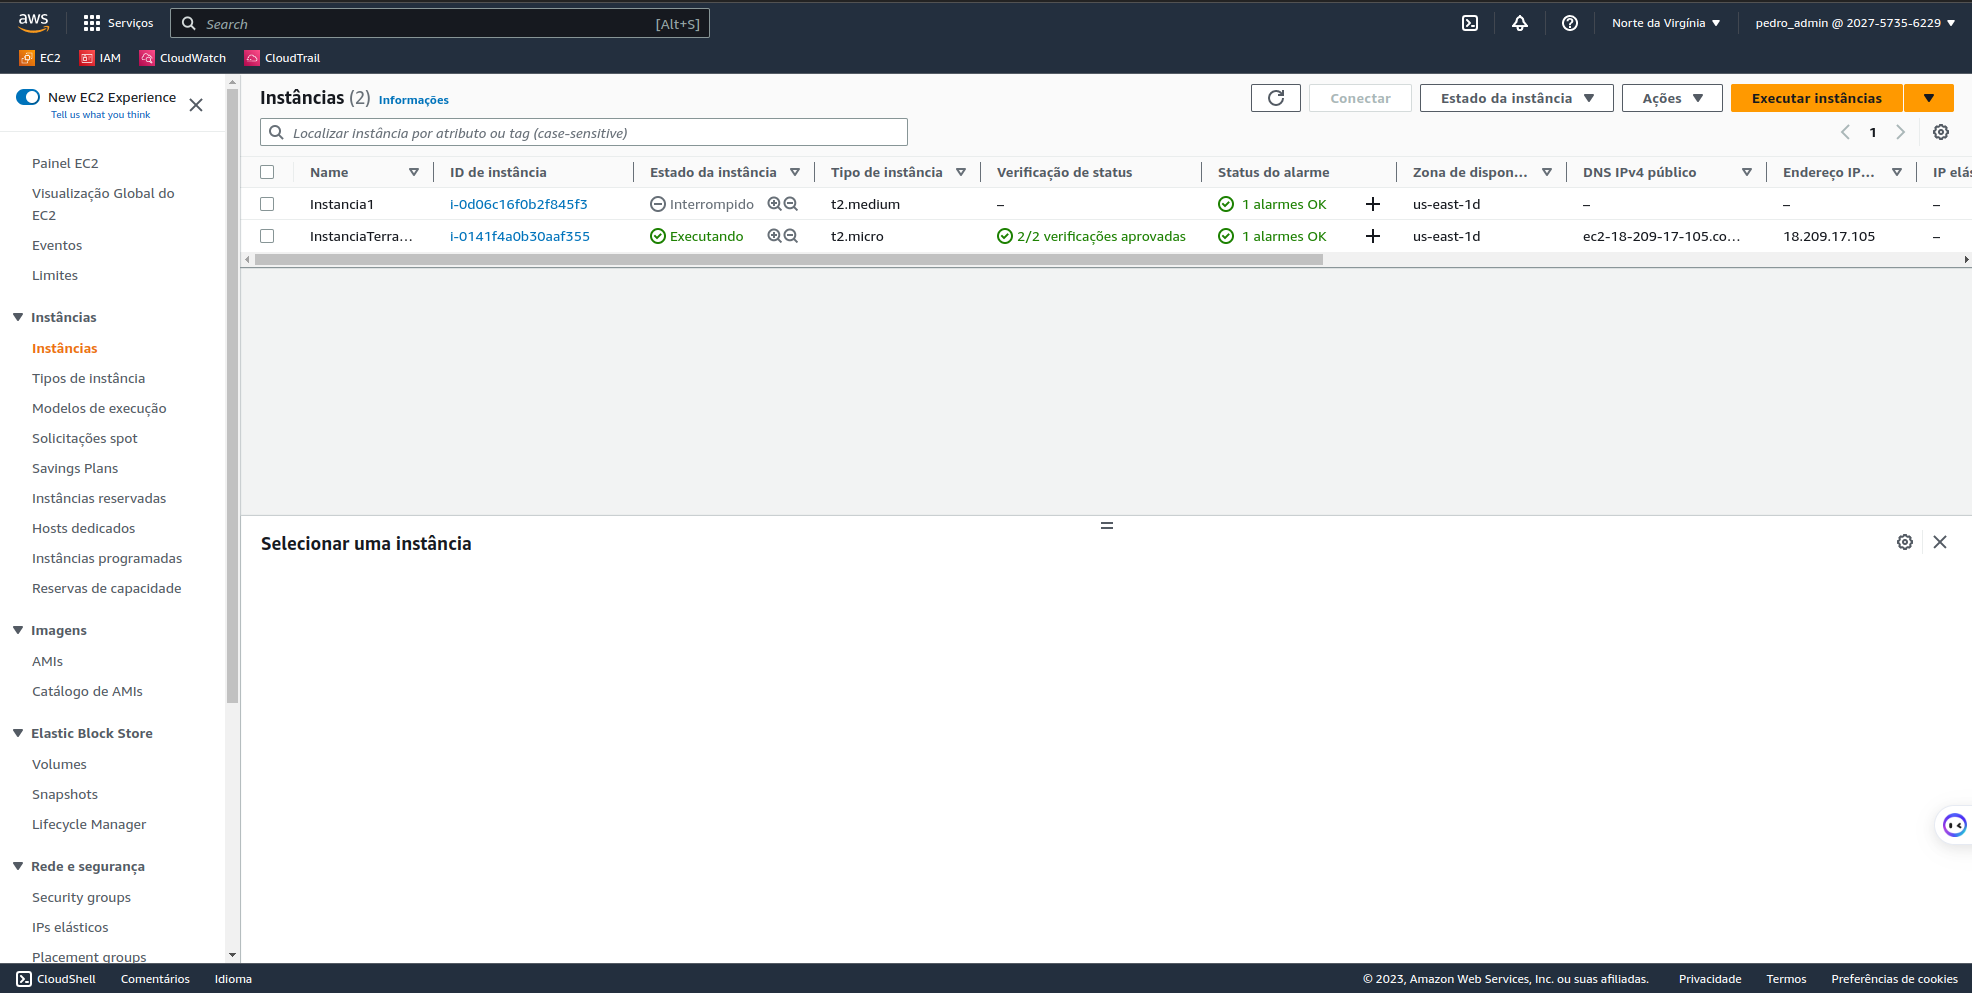 aws
Serviços
Search
[Alt+S]
Norte da Virgínia
pedro_admin @ 2027-5735-6229
EC2
IAM
CloudWatch
CloudTrail
New EC2 Experience
Tell us what you think
Painel EC2
Visualização Global do
EC2
Eventos
Limites
Instâncias
Instâncias
Tipos de instância
Modelos de execução
Solicitações spot
Savings Plans
Instâncias reservadas
Hosts dedicados
Instâncias programadas
Reservas de capacidade
Imagens
AMIs
Catálogo de AMIs
Elastic Block Store
Volumes
Snapshots
Lifecycle Manager
Rede e segurança
Security groups
IPs elásticos
Placement groups
Instâncias (2) Informações
Conectar
Estado da instância
Ações
Executar instâncias
Localizar instância por atributo ou tag (case-sensitive)
1
Name ID de instância Estado da instância Tipo de instância Verificação de status Status do alarme Zona de dispon... DNS IPv4 público Endereço IP... IP elás
Instancia1 i-0d06c16f0b2f845f3 Interrompido t2.medium – 1 alarmes OK us-east-1d – – –
InstanciaTerra... i-0141f4a0b30aaf355 Executando t2.micro 2/2 verificações aprovadas 1 alarmes OK us-east-1d ec2-18-209-17-105.co... 18.209.17.105 –
Selecionar uma instância
CloudShell
Comentários
Idioma
© 2023, Amazon Web Services, Inc. ou suas afiliadas.
Privacidade
Termos
Preferências de cookies